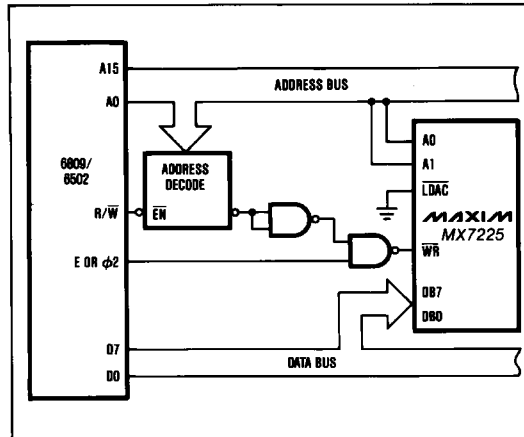 A15
ADDRESS BUS
A0
A0
6809/
6502
ADDRESS
DECODE
A1
LDAC
R/W
EN
MAXIM
MX7225
WR
E OR ϕ2
DB7
DB0
D7
DATA BUS
D0